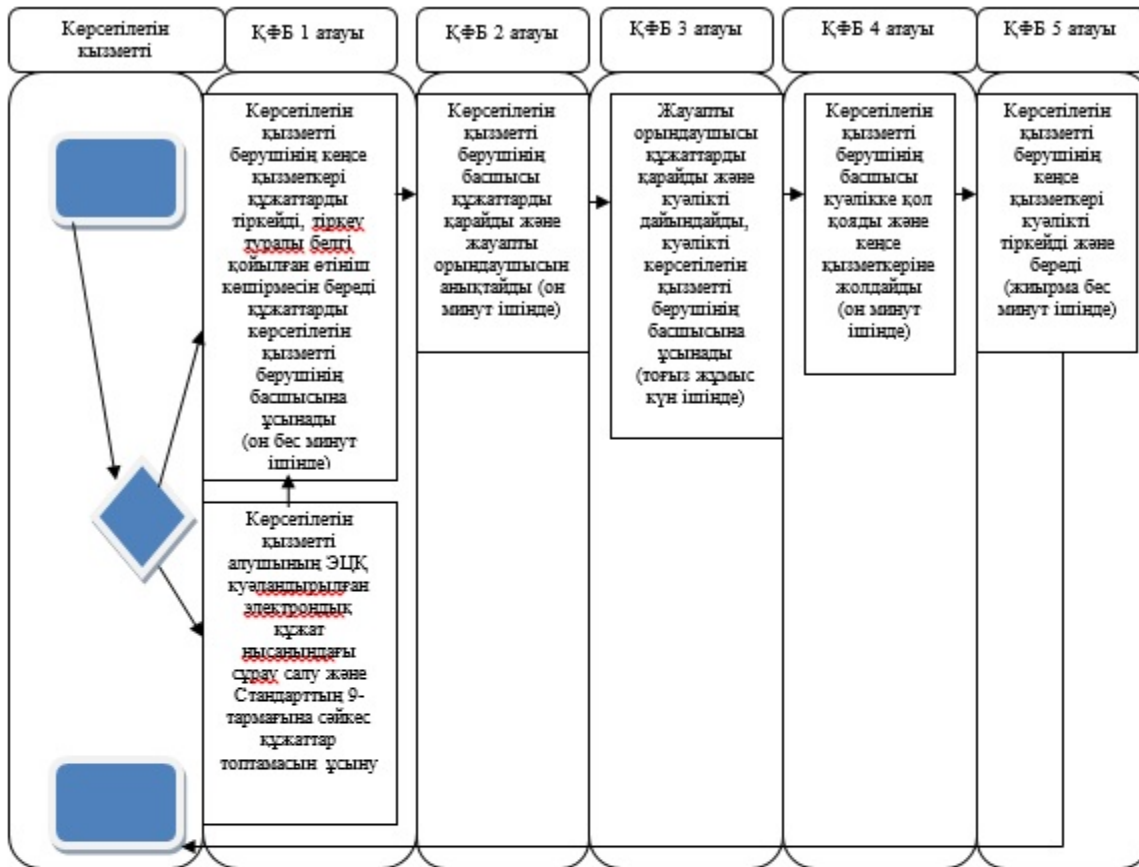 Көрсетілетін
қызметті
ҚФБ 1 атауы
ҚФБ 2 атауы
ҚФБ 3 атауы
ҚФБ 4 атауы
ҚФБ 5 атауы
Көрсетілетін
қызметті
берушінің кеңсе
қызметкері
құжаттарды
тіркейді, тіркеу
туралы белгі
қойылған өтініш
көшірмесін береді
құжаттарды
көрсетілетін
қызметті
берушінің
басшысына
ұсынады
(он бес минут
ішінде)
Көрсетілетін
қызметті
берушінің
басшысы
құжаттарды
қарайды және
жауапты
орындаушысын
анықтайды (он
минут ішінде)
Жауапты
орындаушысы
құжаттарды
қарайды және
куәлікті
дайындайды,
куәлікті
көрсетілетін
қызметті
берушінің
басшысына
ұсынады
(тоғыз жұмыс
күн ішінде)
Көрсетілетін
қызметті
берушінің
басшысы
куәлікке қол
қояды және
кеңсе
қызметкеріне
жолдайды
(он минут
ішінде)
Көрсетілетін
қызметті
берушінің
кеңсе
қызметкері
куәлікті
тіркейді және
береді
(жиырма бес
минут ішінде)
Көрсетілетін
қызметті
алушының ЭЦҚ
куәландырылған
электрондық
құжат
нысанындағы
сұрау салу және
Стандарттың 9-
тармағына сәйкес
құжаттар
топтамасын ұсыну